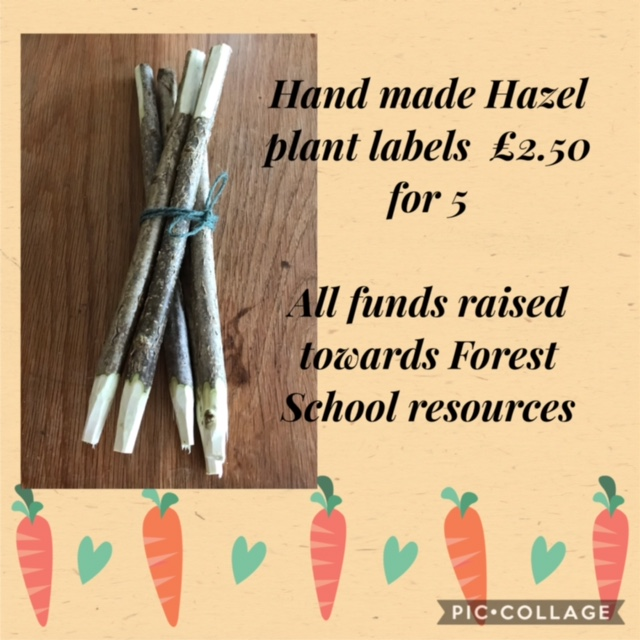 Hand made Hazel
plant labels  £2.50
for 5
All funds raised
towards Forest
School resources
PIC•COLLAGE